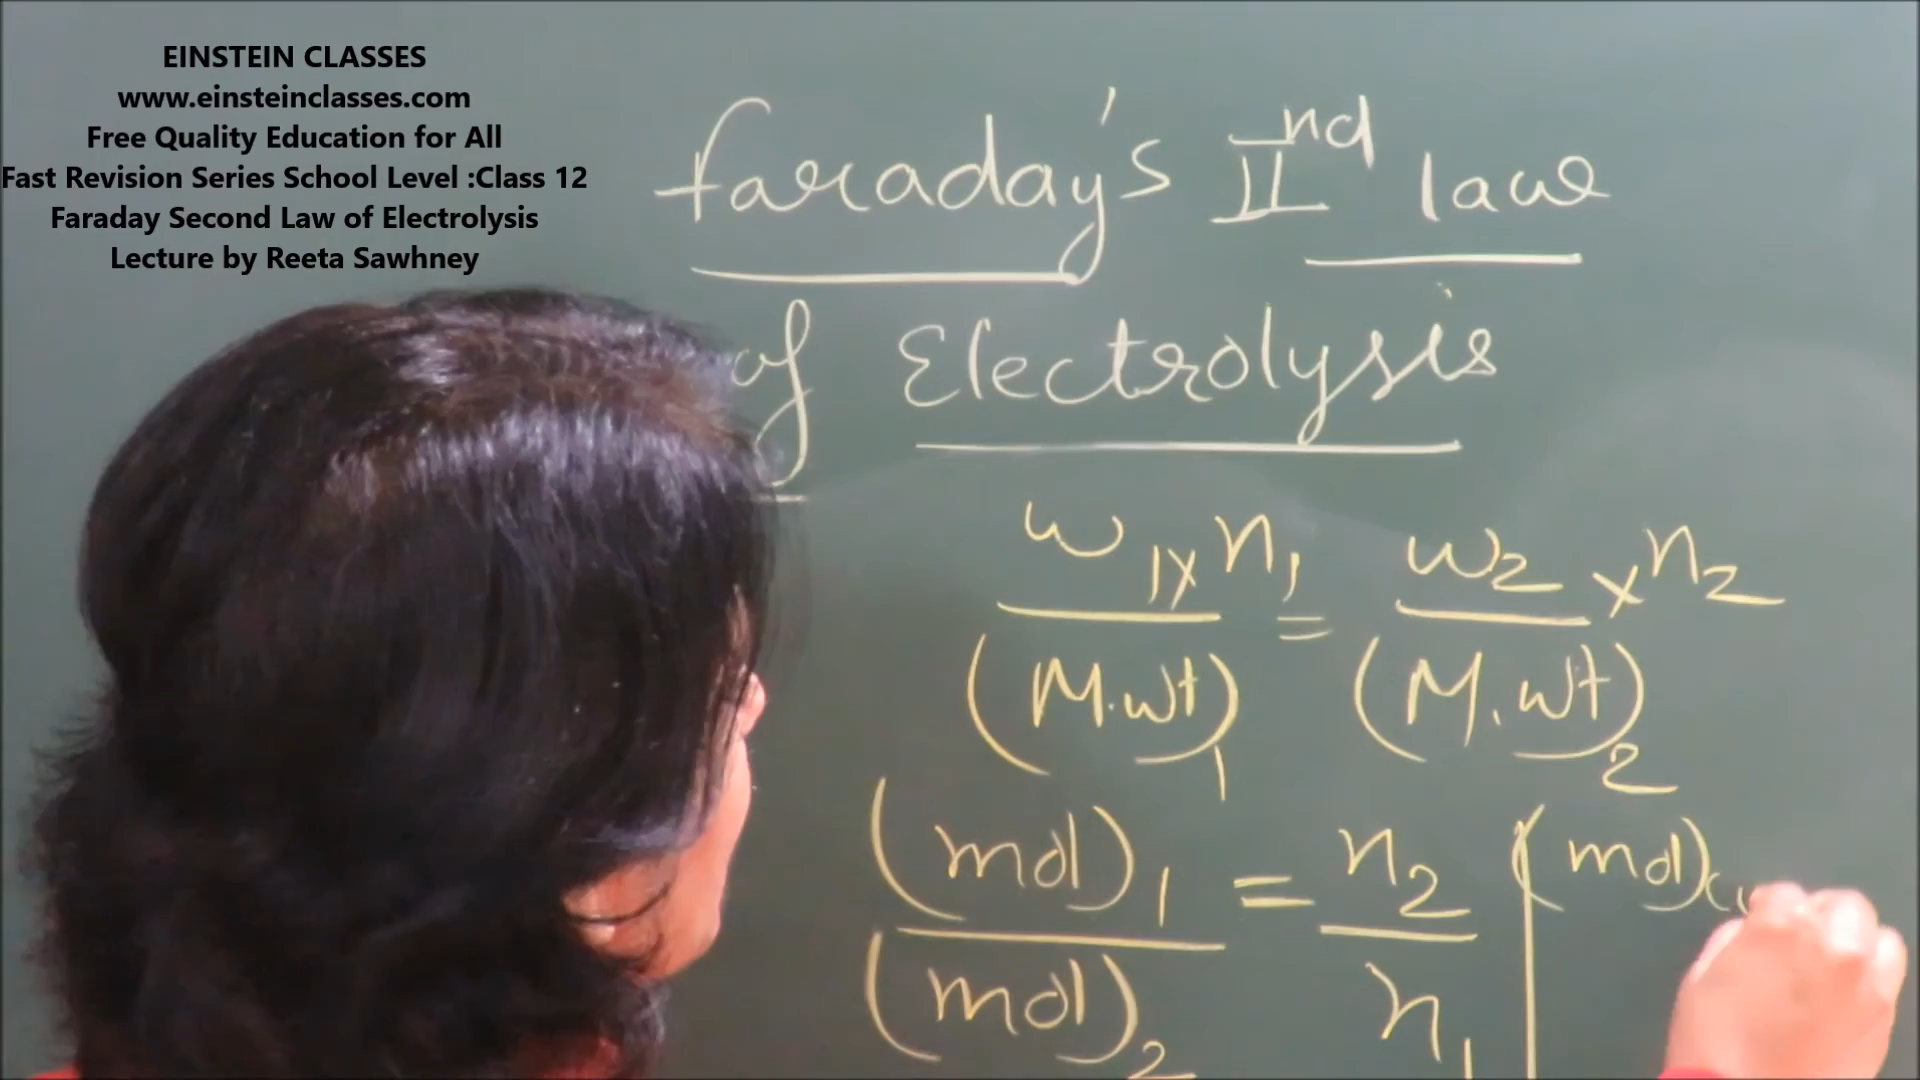 EINSTEIN CLASSES
www.einsteinclasses.com
Free Quality Education for All
Fast Revision Series School Level :Class 12
Faraday Second Law of Electrolysis
Lecture by Reeta Sawhney
Faraday's IInd law
of Electrolysis
w1 x n1 / (M.wt)1 = w2 / (M.wt)2 x n2
(mol)1 / (mol)2 = n2 / n1 | (mol)